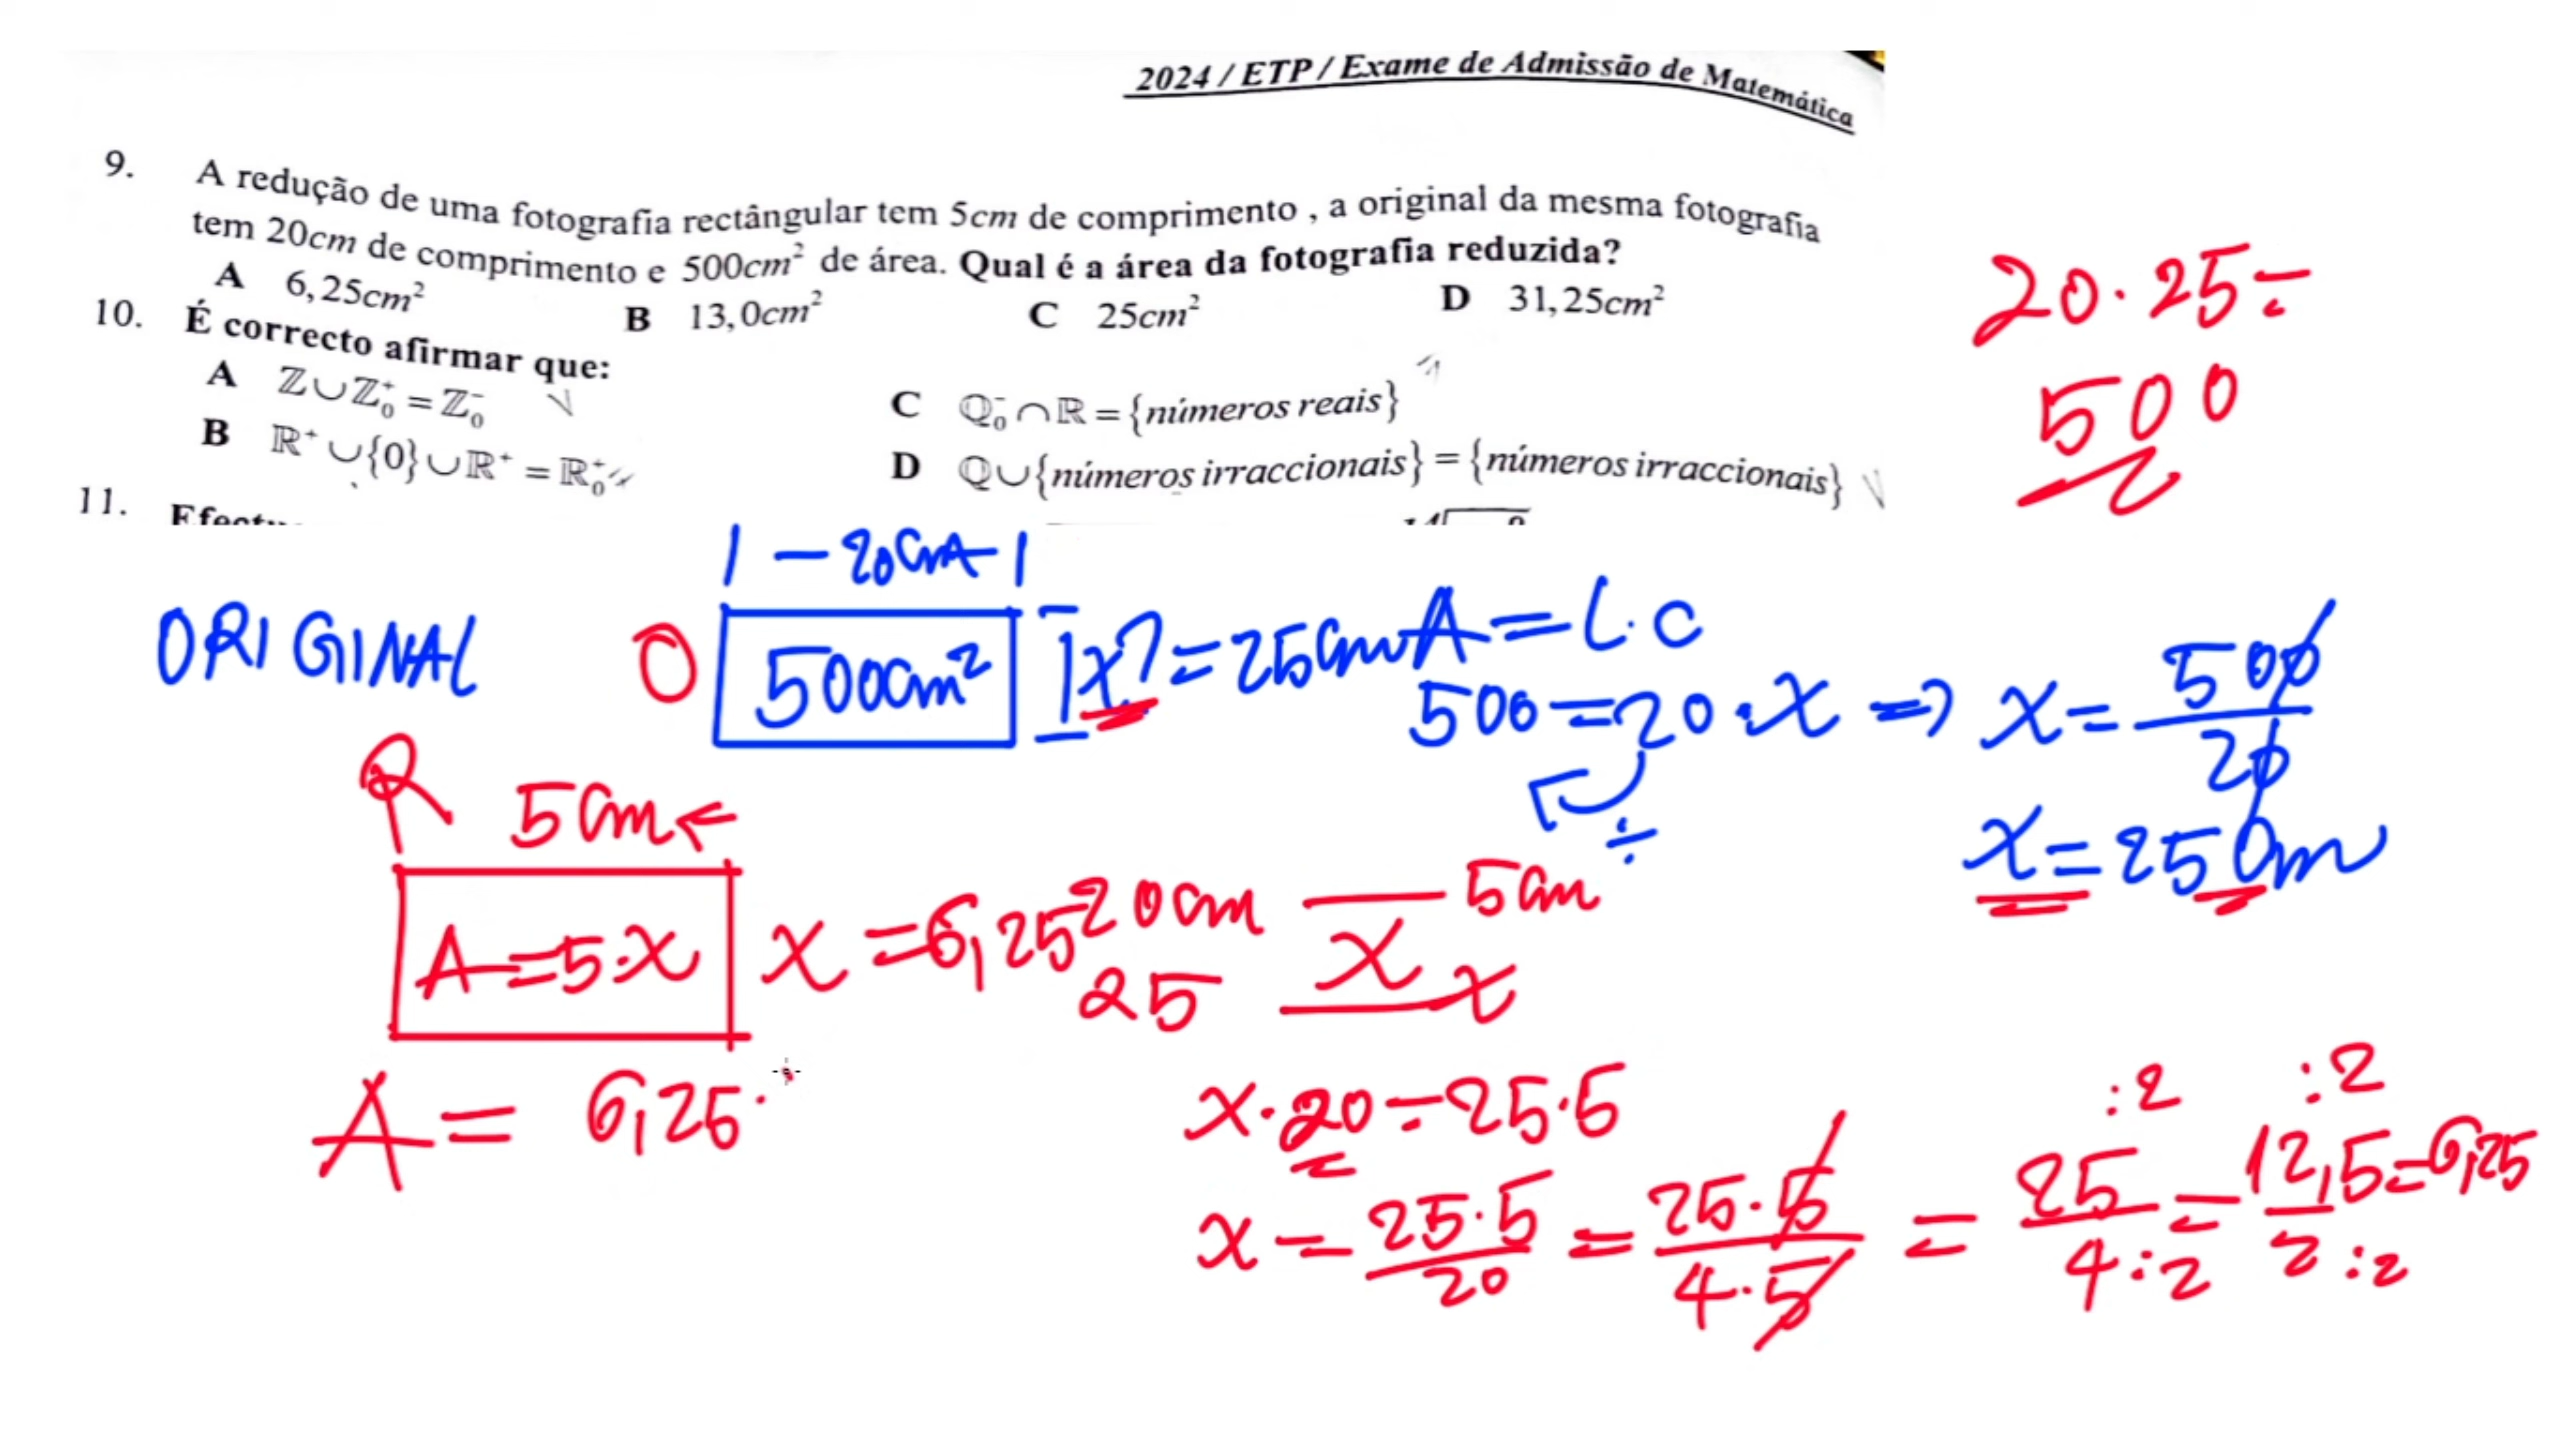 2024 / ETP / Exame de Admissão de Matemática
9. A redução de uma fotografia rectângular tem 5cm de comprimento , a original da mesma fotografia
tem 20cm de comprimento e 500cm² de área. Qual é a área da fotografia reduzida?
A 6,25cm² B 13,0cm² C 25cm² D 31,25cm²
10. É correcto afirmar que:
A ℤ∪ℤ₀⁺ = ℤ₀⁻
B ℝ⁺ ∪{0}∪ℝ⁺ = ℝ₀⁺
C ℚ₀⁻ ∩ ℝ = {números reais}
D ℚ∪{números irraccionais} = {números irraccionais}
11.
20·25=
500
|-20cm-|
ORIGINAL O 500cm² x?=25cm A=l·c
500=20·x ⇒ x=500/20
÷
x=25cm
R
5cm←
A=5·x x=6,25
20cm — 5cm
x
25 — x
A= 6,25·
x·20=25·5
x=25·5/20 = 25·5/4·5 = 25:2/4:2 = 12,5:2/2:2 = 6,25